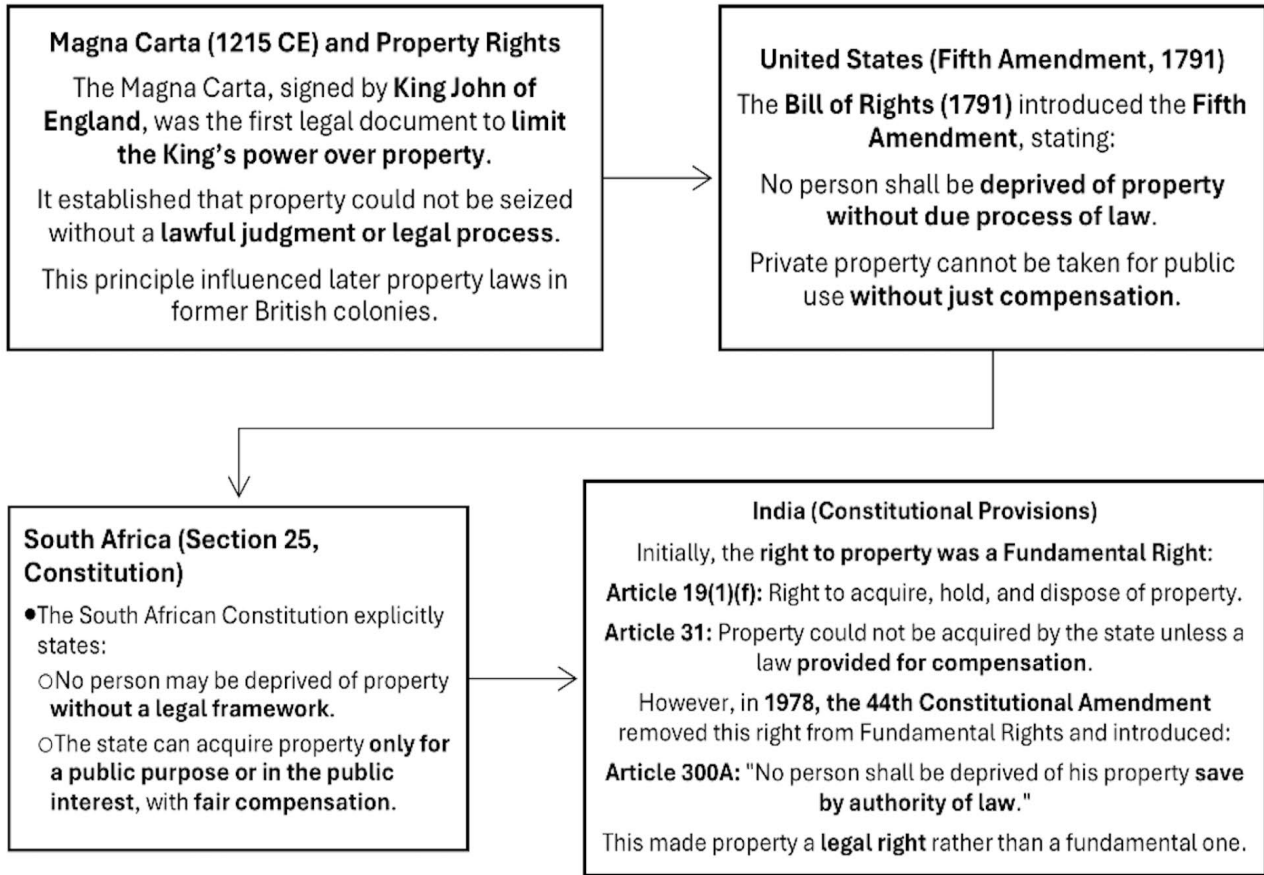 Magna Carta (1215 CE) and Property Rights
The Magna Carta, signed by King John of
England, was the first legal document to limit
the King's power over property.
It established that property could not be seized
without a lawful judgment or legal process.
This principle influenced later property laws in
former British colonies.
United States (Fifth Amendment, 1791)
The Bill of Rights (1791) introduced the Fifth
Amendment, stating:
No person shall be deprived of property
without due process of law.
Private property cannot be taken for public
use without just compensation.
South Africa (Section 25,
Constitution)
●The South African Constitution explicitly
states:
○No person may be deprived of property
without a legal framework.
○The state can acquire property only for
a public purpose or in the public
interest, with fair compensation.
India (Constitutional Provisions)
Initially, the right to property was a Fundamental Right:
Article 19(1)(f): Right to acquire, hold, and dispose of property.
Article 31: Property could not be acquired by the state unless a
law provided for compensation.
However, in 1978, the 44th Constitutional Amendment
removed this right from Fundamental Rights and introduced:
Article 300A: "No person shall be deprived of his property save
by authority of law."
This made property a legal right rather than a fundamental one.